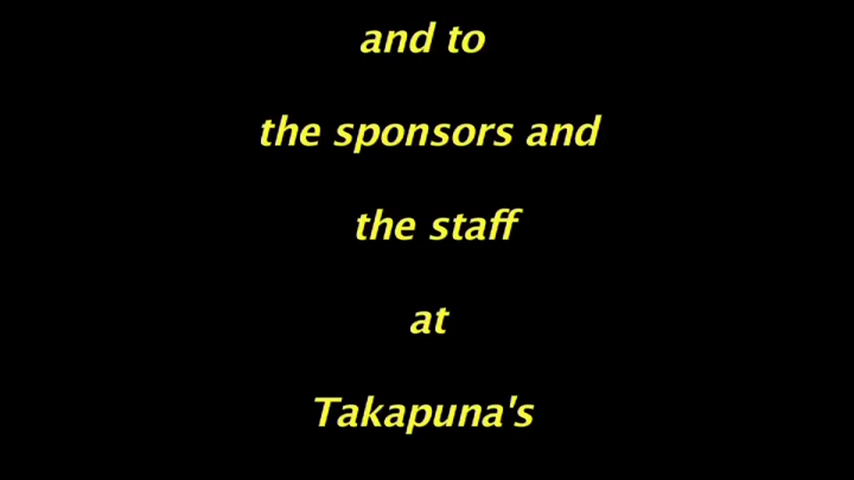 and to
the sponsors and
the staff
at
Takapuna's